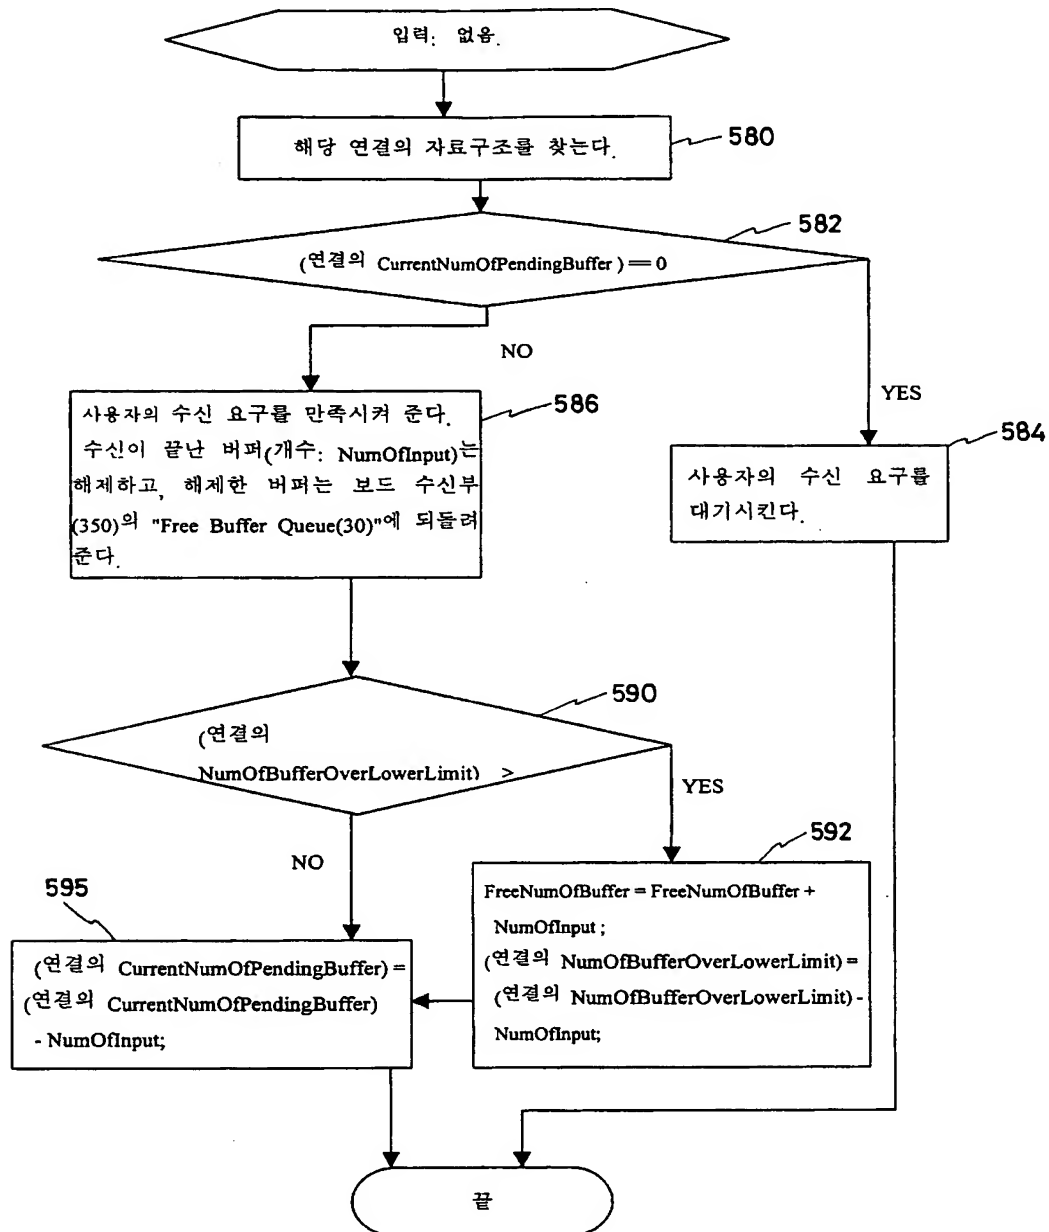 입력: 없음.
해당 연결의 자료구조를 찾는다.
580
582
(연결의 CurrentNumOfPendingBuffer) == 0
NO
YES
586
사용자의 수신 요구를 만족시켜 준다.
수신이 끝난 버퍼(개수: NumOfInput)는
해제하고, 해제한 버퍼는 보드 수신부
(350)의 "Free Buffer Queue(30)"에 되돌려
준다.
584
사용자의 수신 요구를
대기시킨다.
590
(연결의
NumOfBufferOverLowerLimit) >
YES
NO
592
FreeNumOfBuffer = FreeNumOfBuffer +
NumOfInput ;
(연결의 NumOfBufferOverLowerLimit) =
(연결의 NumOfBufferOverLowerLimit) -
NumOfInput;
595
(연결의 CurrentNumOfPendingBuffer) =
(연결의 CurrentNumOfPendingBuffer)
- NumOfInput;
끝